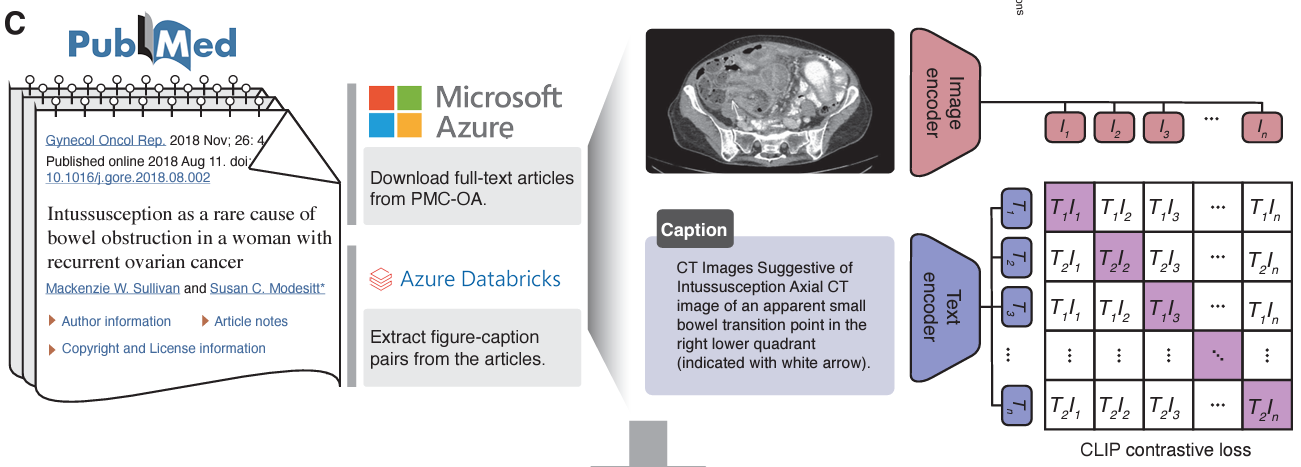 C
PubMed
Gynecol Oncol Rep. 2018 Nov; 26: 4
Published online 2018 Aug 11. doi:
10.1016/j.gore.2018.08.002
Intussusception as a rare cause of
bowel obstruction in a woman with
recurrent ovarian cancer
Mackenzie W. Sullivan and Susan C. Modesitt*
Author information
Article notes
Copyright and License information
Microsoft
Azure
Download full-text articles
from PMC-OA.
Azure Databricks
Extract figure-caption
pairs from the articles.
Caption
CT Images Suggestive of
Intussusception Axial CT
image of an apparent small
bowel transition point in the
right lower quadrant
(indicated with white arrow).
Image
encoder
Text
encoder
ons
I1 I2 I3 ... In
T1 T1I1 T1I2 T1I3 ... T1In
T2 T2I1 T2I2 T2I3 ... T2In
T3 T1I1 T1I2 T1I3 ... T1In
⋮ ⋮ ⋮ ⋮ ⋱ ⋮
Tn T2I1 T2I2 T2I3 ... T2In
CLIP contrastive loss